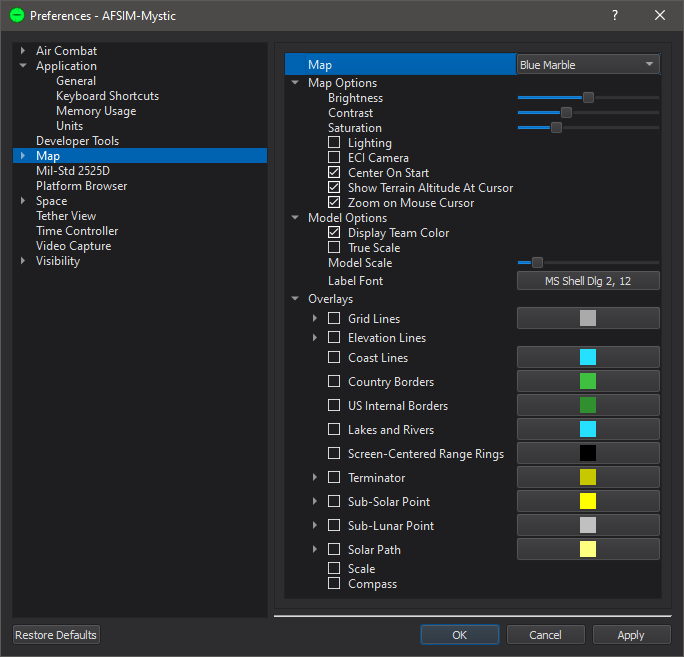 Preferences - AFSIM-Mystic
?
Air Combat
Application
General
Keyboard Shortcuts
Memory Usage
Units
Developer Tools
Map
Mil-Std 2525D
Platform Browser
Space
Tether View
Time Controller
Video Capture
Visibility
Map Blue Marble
Map Options
Brightness
Contrast
Saturation
Lighting
ECI Camera
Center On Start
Show Terrain Altitude At Cursor
Zoom on Mouse Cursor
Model Options
Display Team Color
True Scale
Model Scale
Label Font MS Shell Dlg 2, 12
Overlays
Grid Lines
Elevation Lines
Coast Lines
Country Borders
US Internal Borders
Lakes and Rivers
Screen-Centered Range Rings
Terminator
Sub-Solar Point
Sub-Lunar Point
Solar Path
Scale
Compass
Restore Defaults OK Cancel Apply